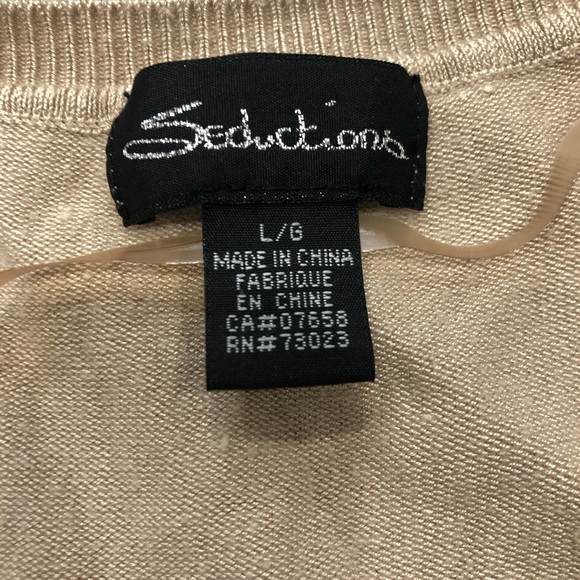 Seductions
L/G
MADE IN CHINA
FABRIQUE
EN CHINE
CA#07658
RN#73023